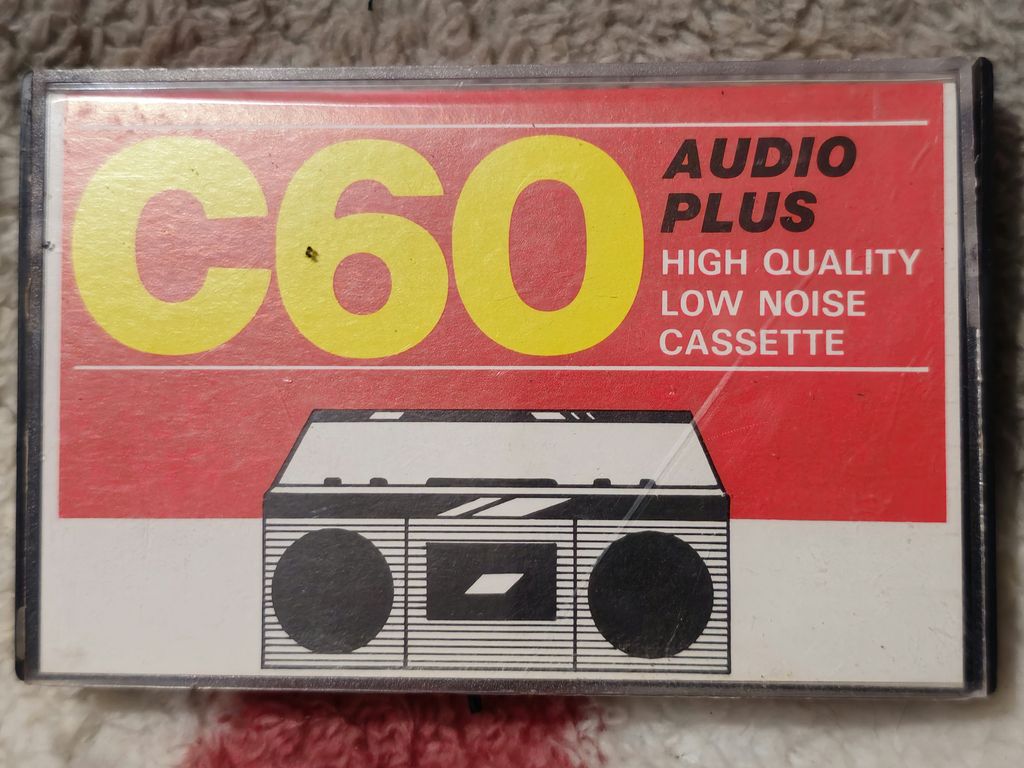 C60
AUDIO
PLUS
HIGH QUALITY
LOW NOISE
CASSETTE